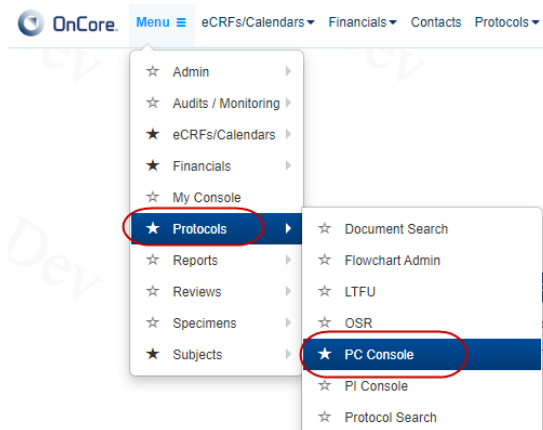 OnCore. Menu eCRFs/Calendars Financials Contacts Protocols
Admin
Audits / Monitoring
eCRFs/Calendars
Financials
My Console
Protocols
Reports
Reviews
Specimens
Subjects
Document Search
Flowchart Admin
LTFU
OSR
PC Console
PI Console
Protocol Search
Dev
Dev
Dev